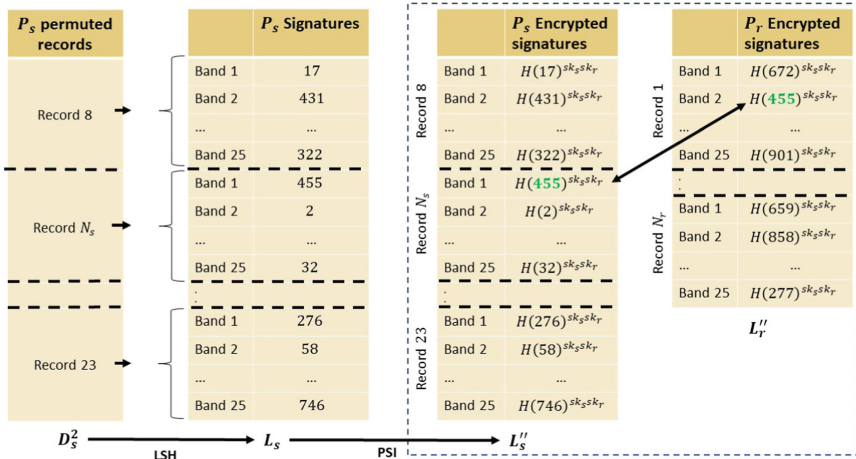 P_s permuted
records
Record 8
Record N_s
Record 23
P_s Signatures
Band 1 17
Band 2 431
... ...
Band 25 322
Band 1 455
Band 2 2
... ...
Band 25 32
:
Band 1 276
Band 2 58
... ...
Band 25 746
P_s Encrypted
signatures
Record 8
Band 1 H(17)^{sk_s sk_r}
Band 2 H(431)^{sk_s sk_r}
... ...
Band 25 H(322)^{sk_s sk_r}
Record N_s
Band 1 H(455)^{sk_s sk_r}
Band 2 H(2)^{sk_s sk_r}
... ...
Band 25 H(32)^{sk_s sk_r}
:
Record 23
Band 1 H(276)^{sk_s sk_r}
Band 2 H(58)^{sk_s sk_r}
... ...
Band 25 H(746)^{sk_s sk_r}
P_r Encrypted
signatures
Record 1
Band 1 H(672)^{sk_s sk_r}
Band 2 H(455)^{sk_s sk_r}
... ...
Band 25 H(901)^{sk_s sk_r}
:
Record N_r
Band 1 H(659)^{sk_s sk_r}
Band 2 H(858)^{sk_s sk_r}
... ...
Band 25 H(277)^{sk_s sk_r}
L''_r
D_s^2
LSH
L_s
PSI
L''_s